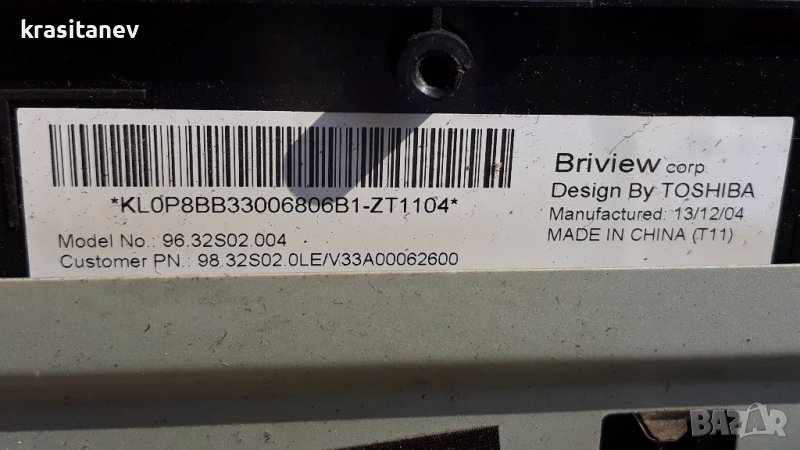 krasitanev
*KL0P8BB33006806B1-ZT1104*
Model No.: 96.32S02.004
Customer PN.: 98.32S02.0LE/V33A00062600
Briview corp.
Design By TOSHIBA
Manufactured: 13/12/04
MADE IN CHINA (T11)
BAZAR